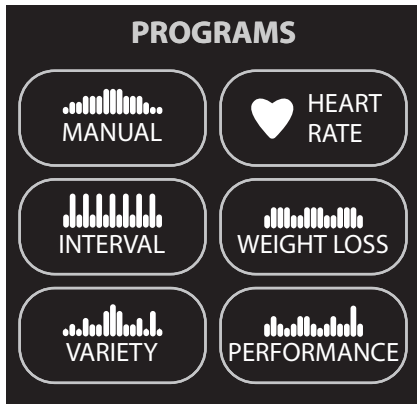 PROGRAMS
MANUAL
HEART
RATE
INTERVAL
WEIGHT LOSS
VARIETY
PERFORMANCE